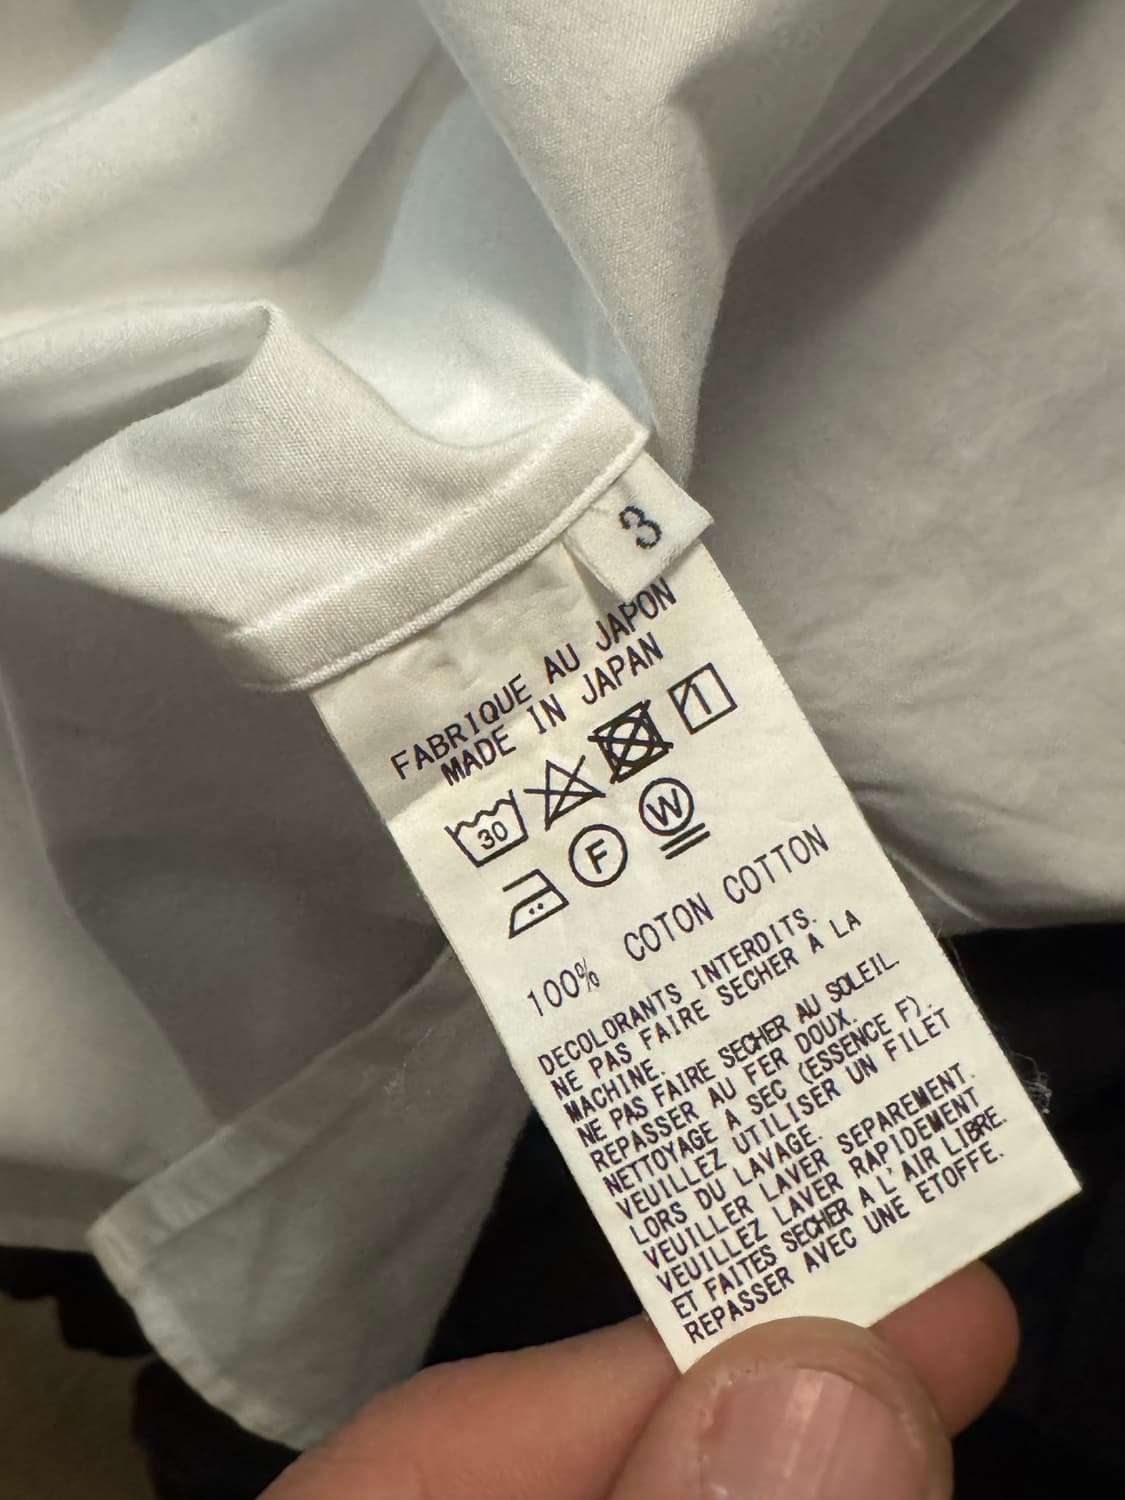 3
FABRIQUE AU JAPON
MADE IN JAPAN
30
F
W
100% COTON COTTON
DECOLORANTS INTERDITS.
NE PAS FAIRE SECHER A LA
MACHINE.
NE PAS FAIRE SECHER AU SOLEIL.
REPASSER AU FER DOUX.
NETTOYAGE A SEC (ESSENCE F).
VEUILLEZ UTILISER UN FILET
LORS DU LAVAGE.
VEUILLER LAVER SEPAREMENT.
VEUILLEZ LAVER RAPIDEMENT
ET FAITES SECHER A L'AIR LIBRE.
REPASSER AVEC UNE ETOFFE.